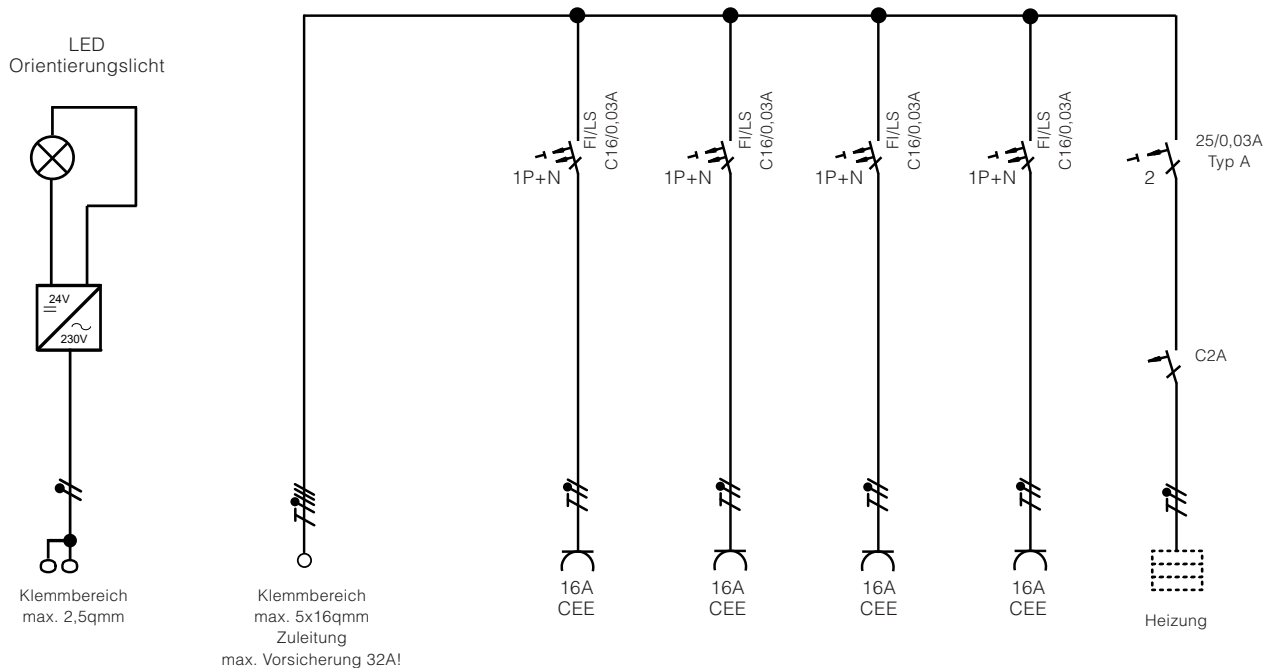 LED
Orientierungslicht
24V
230V
Klemmbereich
max. 2,5qmm
Klemmbereich
max. 5x16qmm
Zuleitung
max. Vorsicherung 32A!
FI/LS
C16/0,03A
1P+N
16A
CEE
FI/LS
C16/0,03A
1P+N
16A
CEE
FI/LS
C16/0,03A
1P+N
16A
CEE
FI/LS
C16/0,03A
1P+N
16A
CEE
25/0,03A
Typ A
2
C2A
Heizung